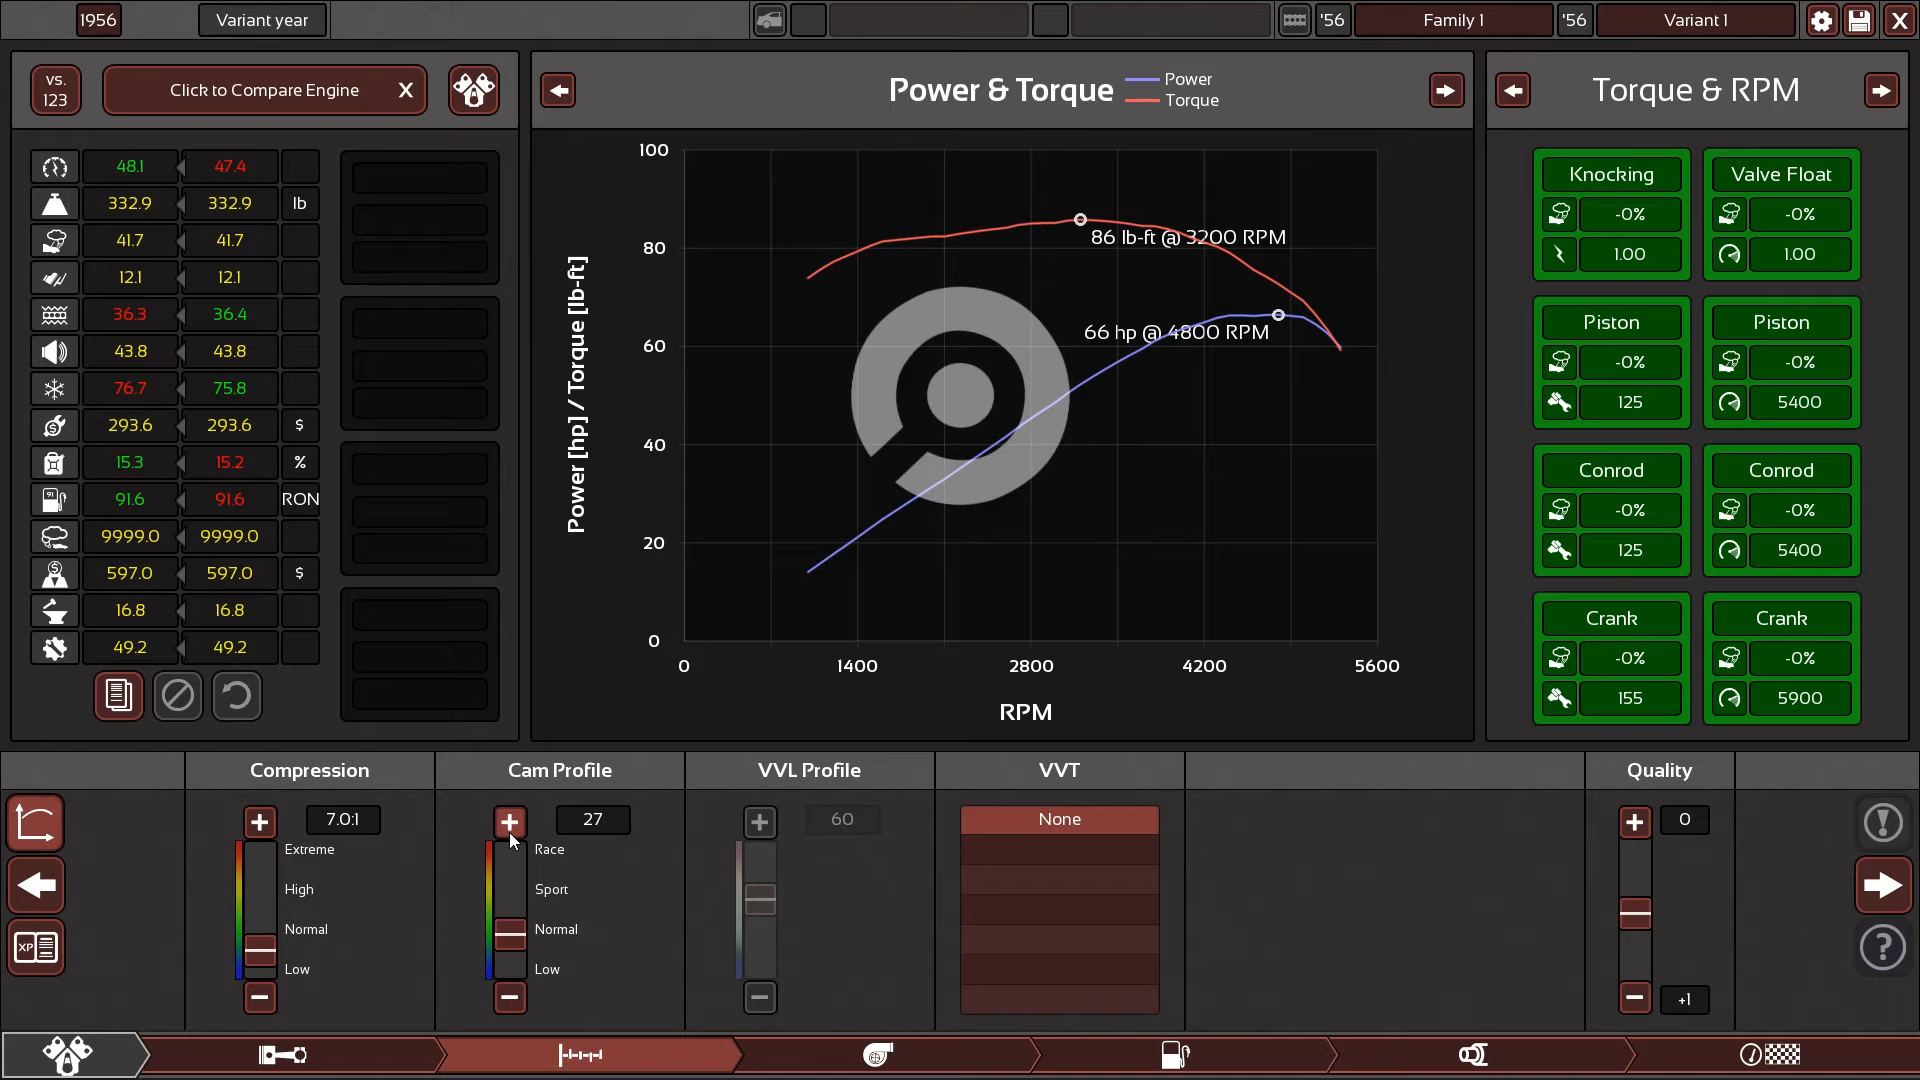 1956
Variant year
'56
Family 1
'56
Variant 1
X
vs.
123
Click to Compare Engine
X
48.1 47.4
332.9 332.9 lb
41.7 41.7
12.1 12.1
36.3 36.4
43.8 43.8
76.7 75.8
293.6 293.6 $
15.3 15.2 %
91.6 91.6 RON
9999.0 9999.0
597.0 597.0 $
16.8 16.8
49.2 49.2
Power & Torque
Power
Torque
Power [hp] / Torque [lb-ft]
100
80
60
40
20
0
86 lb-ft @ 3200 RPM
66 hp @ 4800 RPM
0 1400 2800 4200 5600
RPM
Torque & RPM
Knocking Valve Float
-0% -0%
1.00 1.00
Piston Piston
-0% -0%
125 5400
Conrod Conrod
-0% -0%
125 5400
Crank Crank
-0% -0%
155 5900
XP
Compression
+ 7.0:1
Extreme
High
Normal
Low
−
Cam Profile
+ 27
Race
Sport
Normal
Low
−
VVL Profile
+ 60
−
VVT
None
Quality
+ 0
− +1
!
?